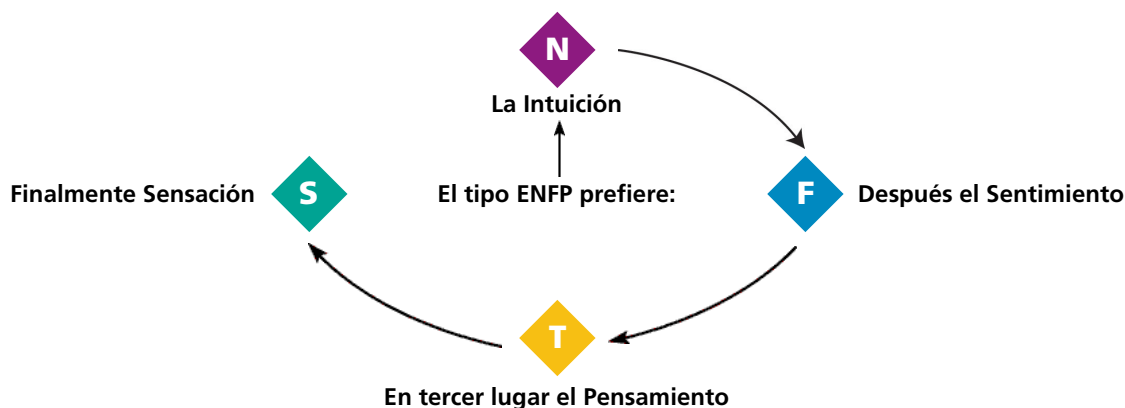 N
La Intuición
El tipo ENFP prefiere:
F
Después el Sentimiento
T
En tercer lugar el Pensamiento
S
Finalmente Sensación